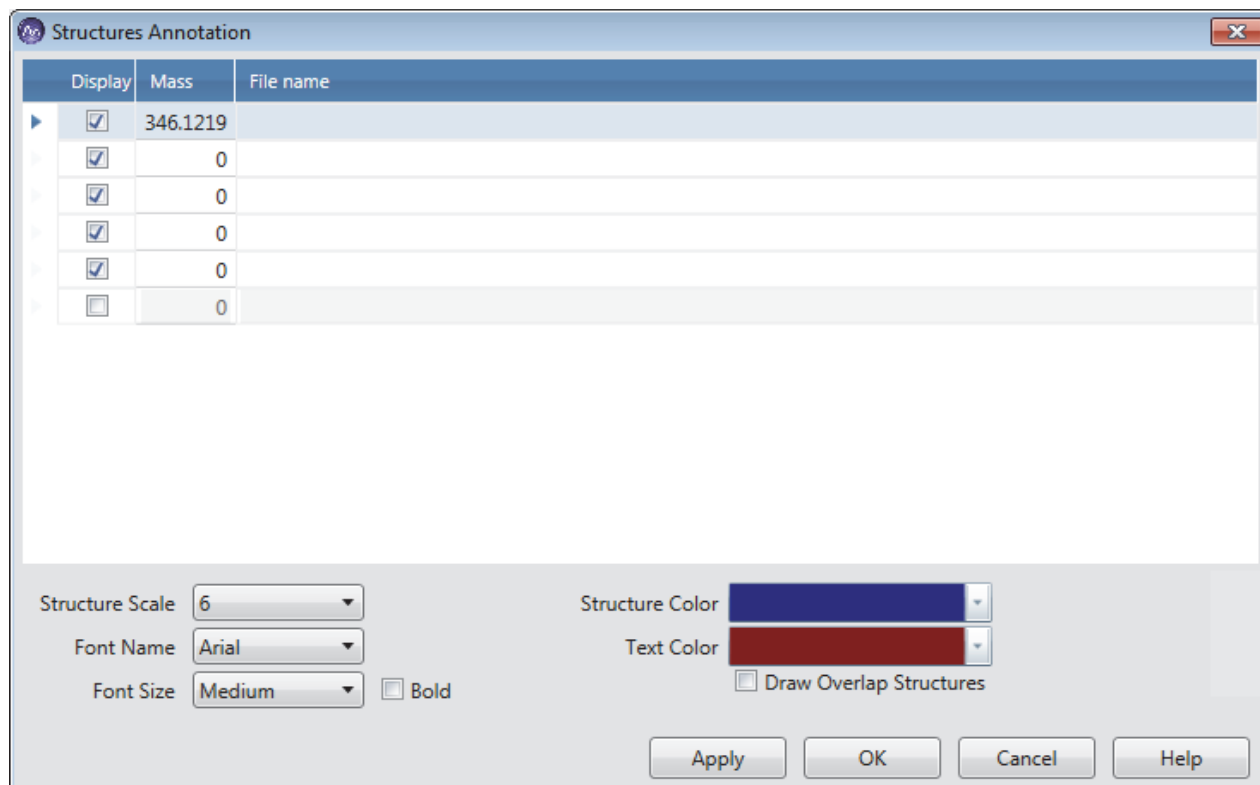 Structures Annotation
Display Mass File name
346.1219
0
0
0
0
0
Structure Scale 6 Structure Color
Font Name Arial Text Color
Font Size Medium Bold Draw Overlap Structures
Apply OK Cancel Help